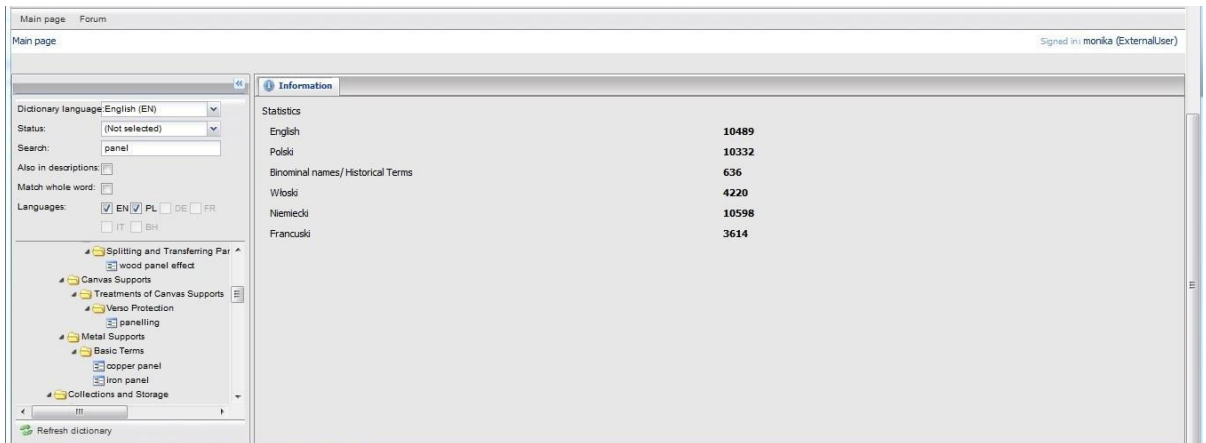 Main page Forum
Main page Signed in: monika (ExternalUser)
Information
Dictionary language: English (EN)
Status: (Not selected)
Search: panel
Also in descriptions:
Match whole word:
Languages: EN PL DE FR
IT BH
Splitting and Transferring Par
wood panel effect
Canvas Supports
Treatments of Canvas Supports
Verso Protection
panelling
Metal Supports
Basic Terms
copper panel
iron panel
Collections and Storage
Refresh dictionary
Statistics
English 10489
Polski 10332
Binominal names/ Historical Terms 636
Włoski 4220
Niemiecki 10598
Francuski 3614